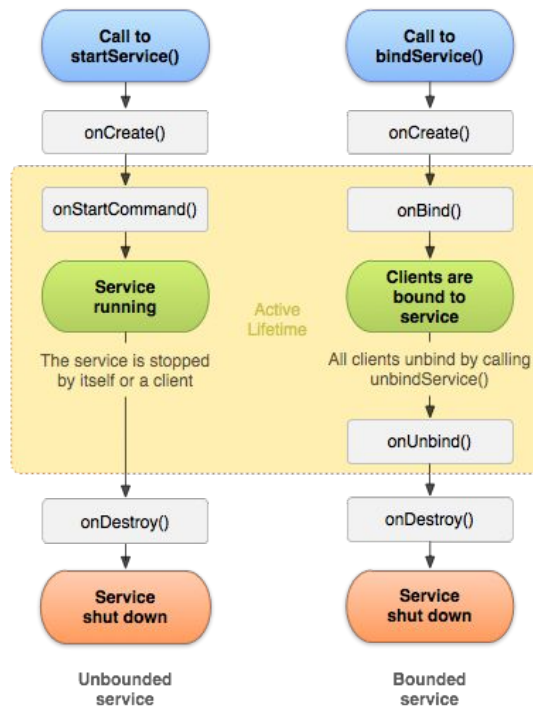 Call to
startService()
onCreate()
onStartCommand()
Service
running
The service is stopped
by itself or a client
onDestroy()
Service
shut down
Unbounded
service
Active
Lifetime
Call to
bindService()
onCreate()
onBind()
Clients are
bound to
service
All clients unbind by calling
unbindService()
onUnbind()
onDestroy()
Service
shut down
Bounded
service